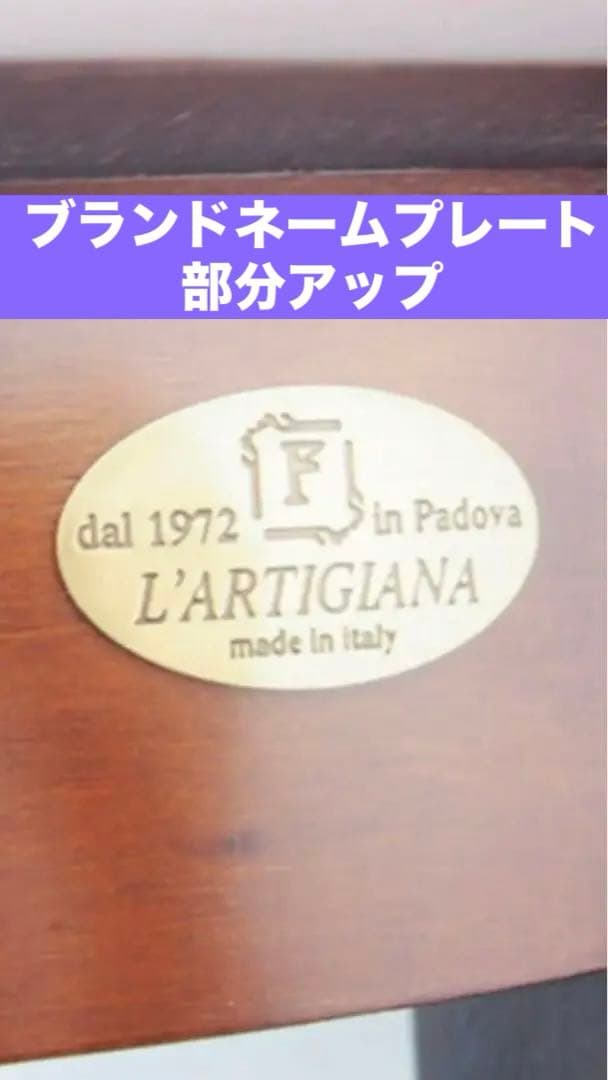 ブランドネームプレート
部分アップ
F
dal 1972 in Padova
L'ARTIGIANA
made in italy